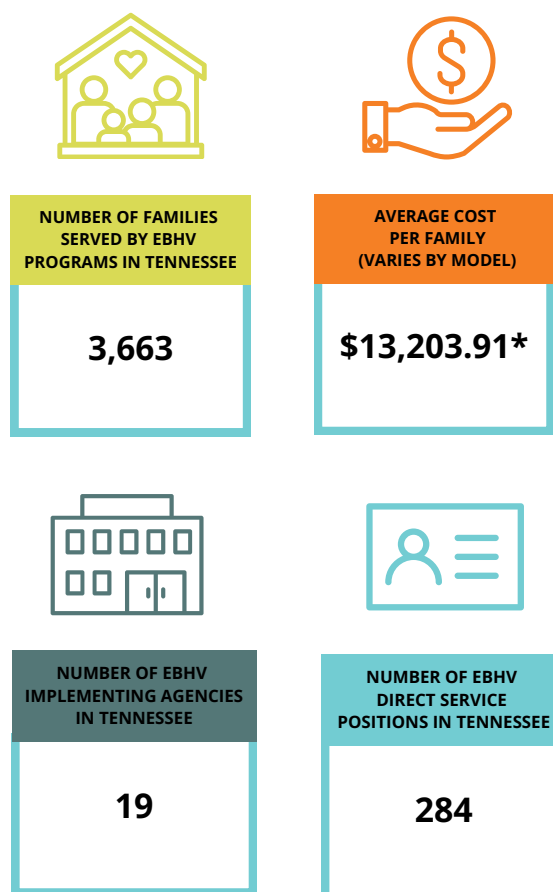 $
NUMBER OF FAMILIES
SERVED BY EBHV
PROGRAMS IN TENNESSEE
3,663
AVERAGE COST
PER FAMILY
(VARIES BY MODEL)
$13,203.91*
NUMBER OF EBHV
IMPLEMENTING AGENCIES
IN TENNESSEE
19
NUMBER OF EBHV
DIRECT SERVICE
POSITIONS IN TENNESSEE
284